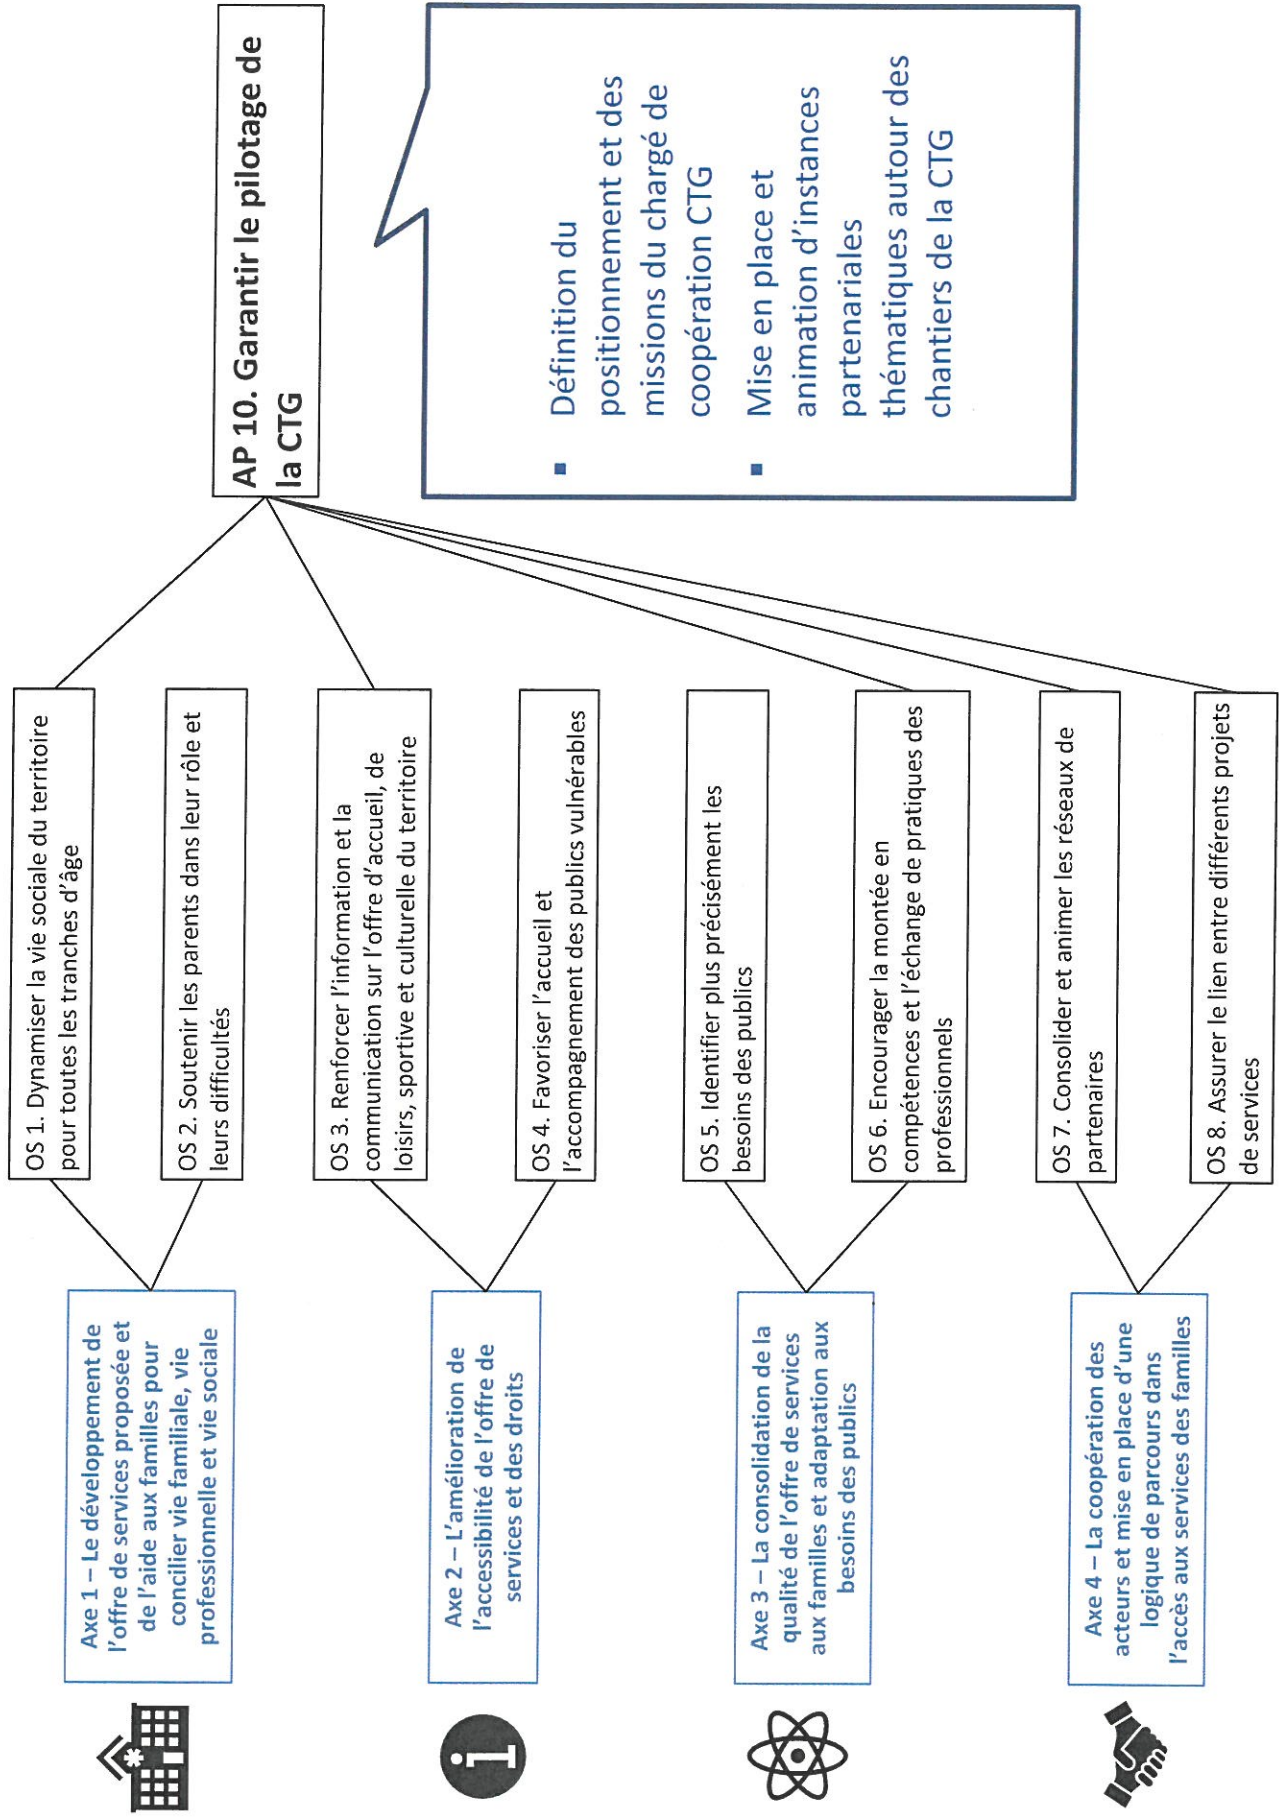 Axe 1 – Le développement de
l'offre de services proposée et
de l'aide aux familles pour
concilier vie familiale, vie
professionnelle et vie sociale
Axe 2 – L'amélioration de
l'accessibilité de l'offre de
services et des droits
Axe 3 – La consolidation de la
qualité de l'offre de services
aux familles et adaptation aux
besoins des publics
Axe 4 – La coopération des
acteurs et mise en place d'une
logique de parcours dans
l'accès aux services des familles
OS 1. Dynamiser la vie sociale du territoire
pour toutes les tranches d'âge
OS 2. Soutenir les parents dans leur rôle et
leurs difficultés
OS 3. Renforcer l'information et la
communication sur l'offre d'accueil, de
loisirs, sportive et culturelle du territoire
OS 4. Favoriser l'accueil et
l'accompagnement des publics vulnérables
OS 5. Identifier plus précisément les
besoins des publics
OS 6. Encourager la montée en
compétences et l'échange de pratiques des
professionnels
OS 7. Consolider et animer les réseaux de
partenaires
OS 8. Assurer le lien entre différents projets
de services
AP 10. Garantir le pilotage de
la CTG
▪ Définition du
positionnement et des
missions du chargé de
coopération CTG
▪ Mise en place et
animation d'instances
partenariales
thématiques autour des
chantiers de la CTG